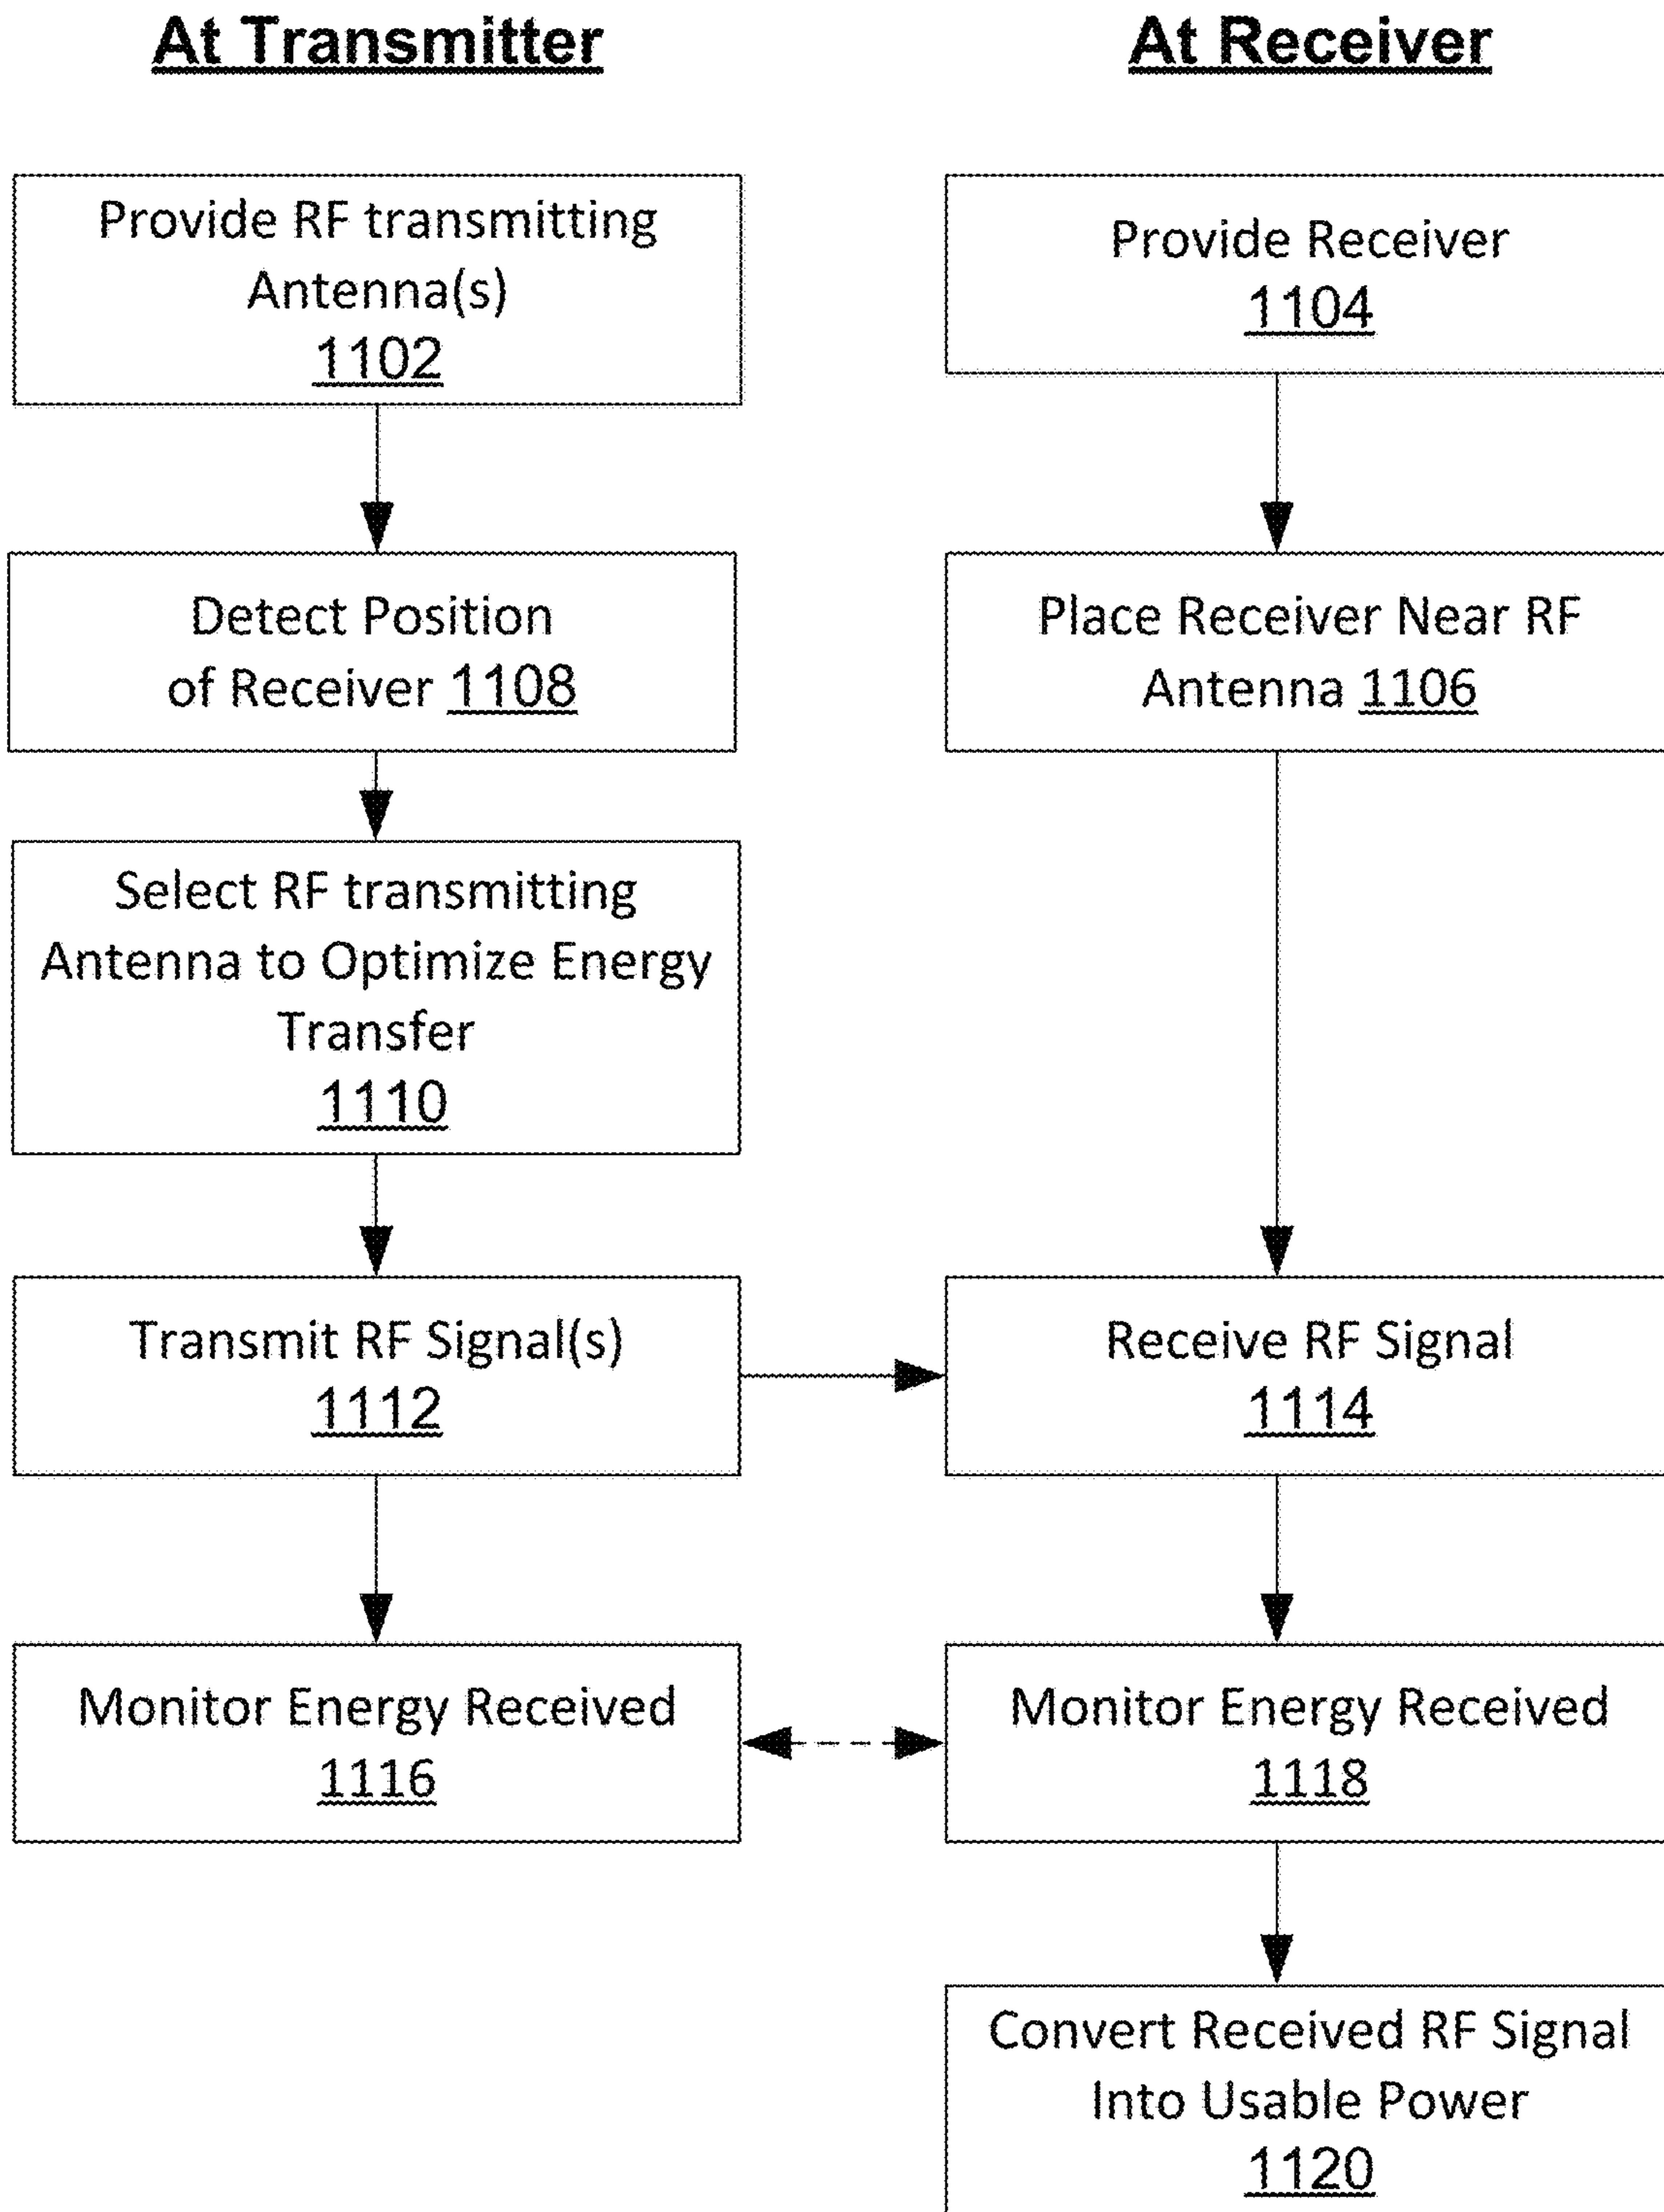 At Transmitter
At Receiver
Provide RF transmitting
Antenna(s)
1102
Provide Receiver
1104
Detect Position
of Receiver 1108
Place Receiver Near RF
Antenna 1106
Select RF transmitting
Antenna to Optimize Energy
Transfer
1110
Transmit RF Signal(s)
1112
Receive RF Signal
1114
Monitor Energy Received
1116
Monitor Energy Received
1118
Convert Received RF Signal
Into Usable Power
1120